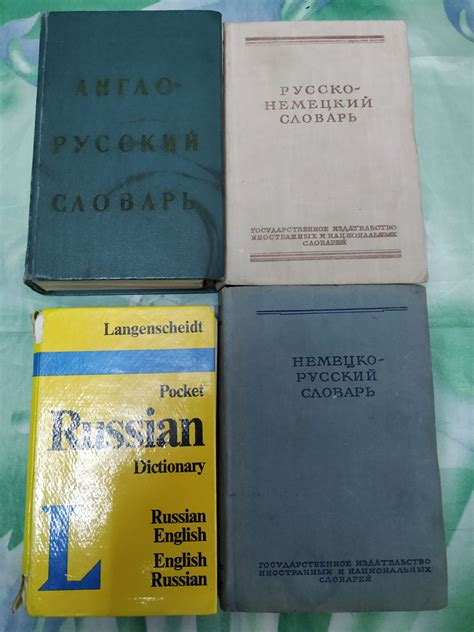 АНГЛО-
РУССКИЙ
СЛОВАРЬ
РУССКО-
НЕМЕЦКИЙ
СЛОВАРЬ
ГОСУДАРСТВЕННОЕ ИЗДАТЕЛЬСТВО
ИНОСТРАННЫХ И НАЦИОНАЛЬНЫХ
СЛОВАРЕЙ
Langenscheidt
Pocket
Russian
Dictionary
L
Russian
English
English
Russian
НЕМЕЦКО-
РУССКИЙ
СЛОВАРЬ
ГОСУДАРСТВЕННОЕ ИЗДАТЕЛЬСТВО
ИНОСТРАННЫХ И НАЦИОНАЛЬНЫХ
СЛОВАРЕЙ